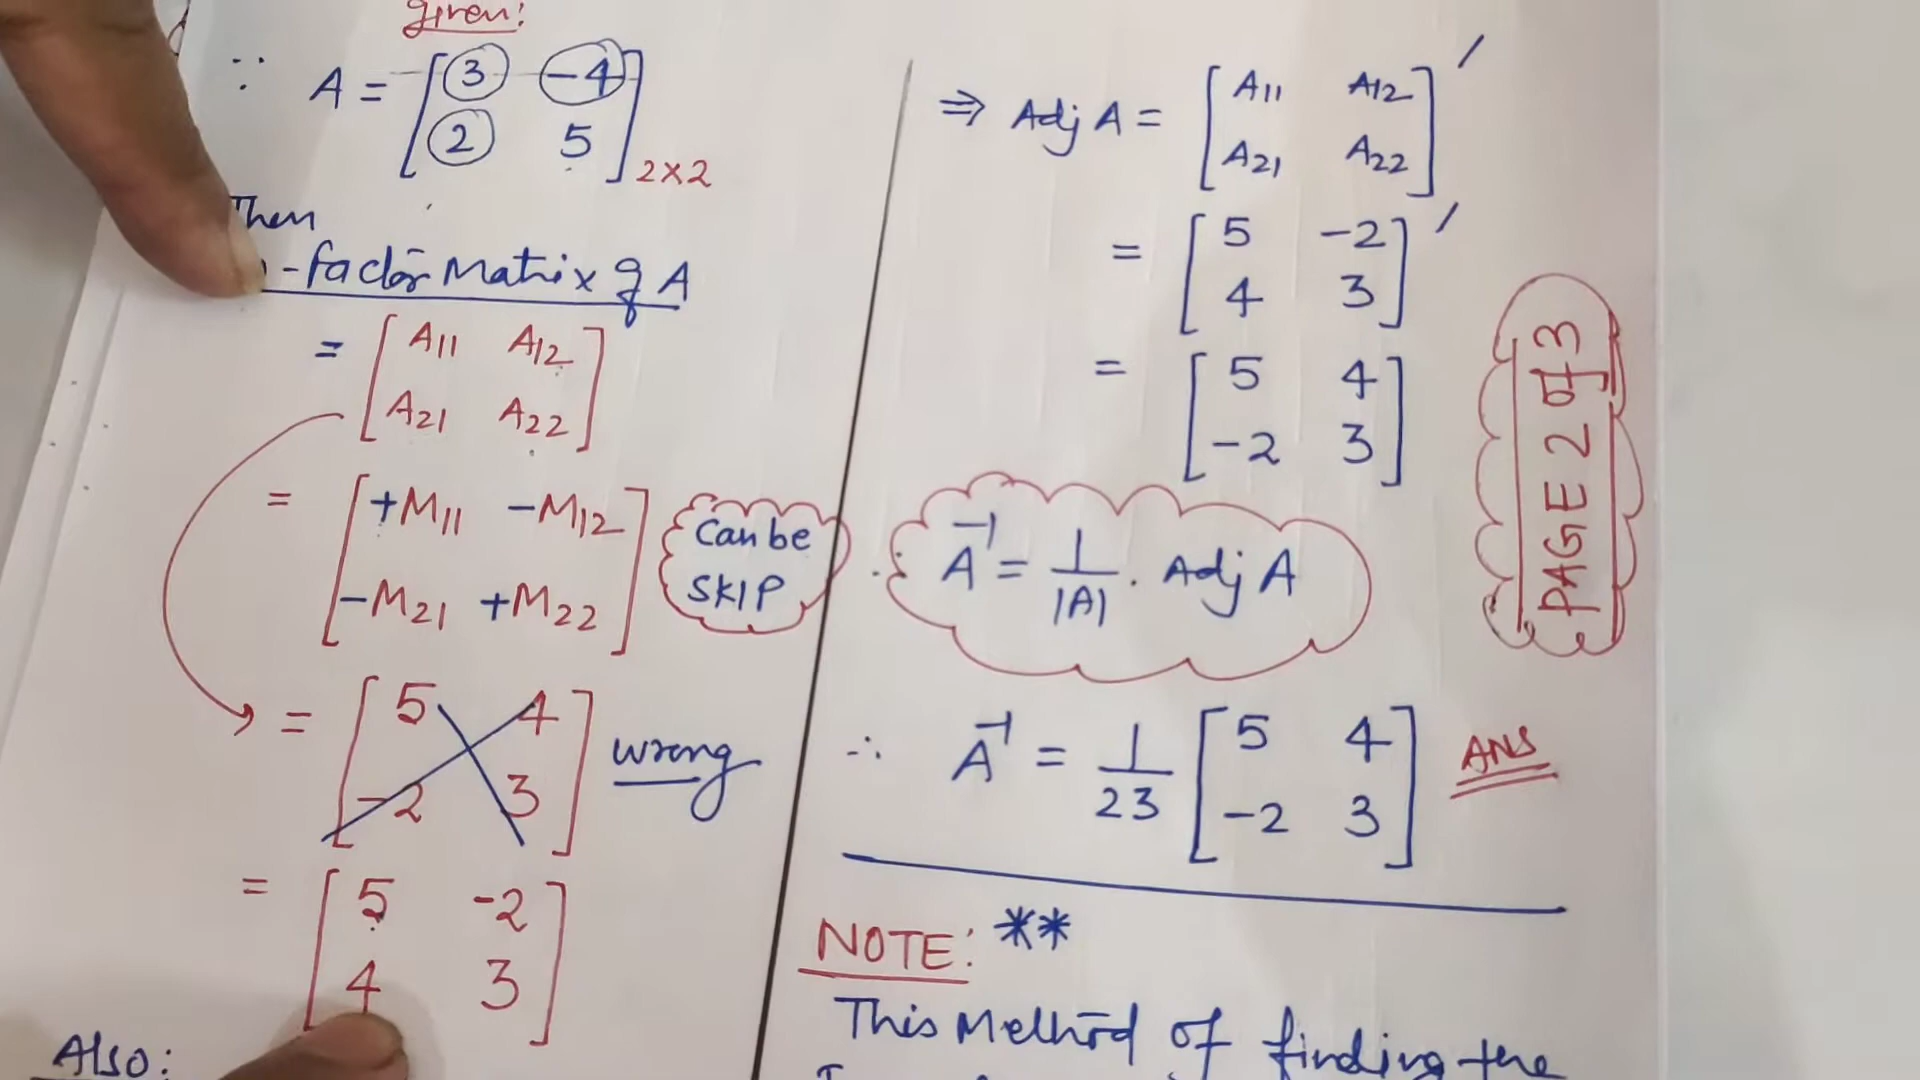 Given:
∵ A = [3 -4
2 5] 2×2
Then
-factor Matrix of A
= [A11 A12
A21 A22]
= [+M11 -M12
-M21 +M22]
Can be
SKIP
= [5 4
-2 3] wrong
= [5 -2
4 3]
Also:
⇒ Adj A = [A11 A12
A21 A22]′
= [5 -2
4 3]′
= [5 4
-2 3]
∴ A⁻¹ = 1/|A| . Adj A
∴ A⁻¹ = 1/23 [5 4
-2 3] ANS
NOTE: **
This Method of finding the
PAGE 2 of 3